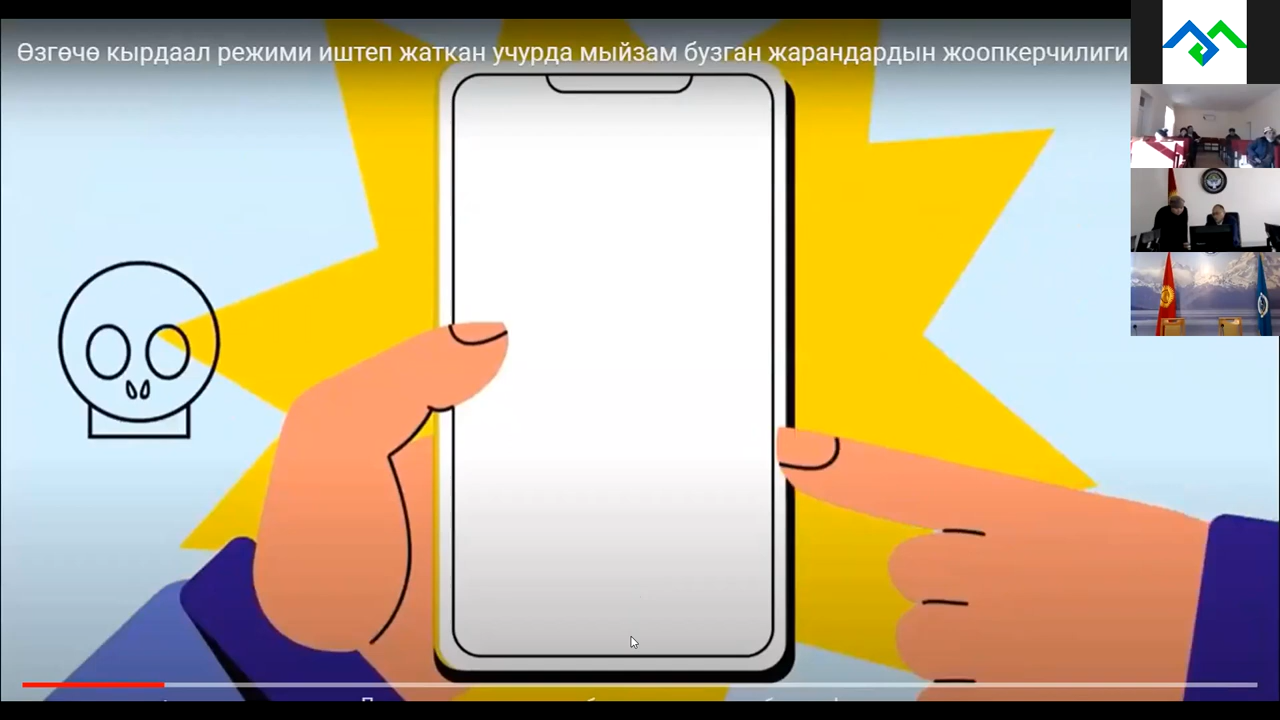 Өзгөчө кырдаал режими иштеп жаткан учурда мыйзам бузган жарандардын жоопкерчилиги